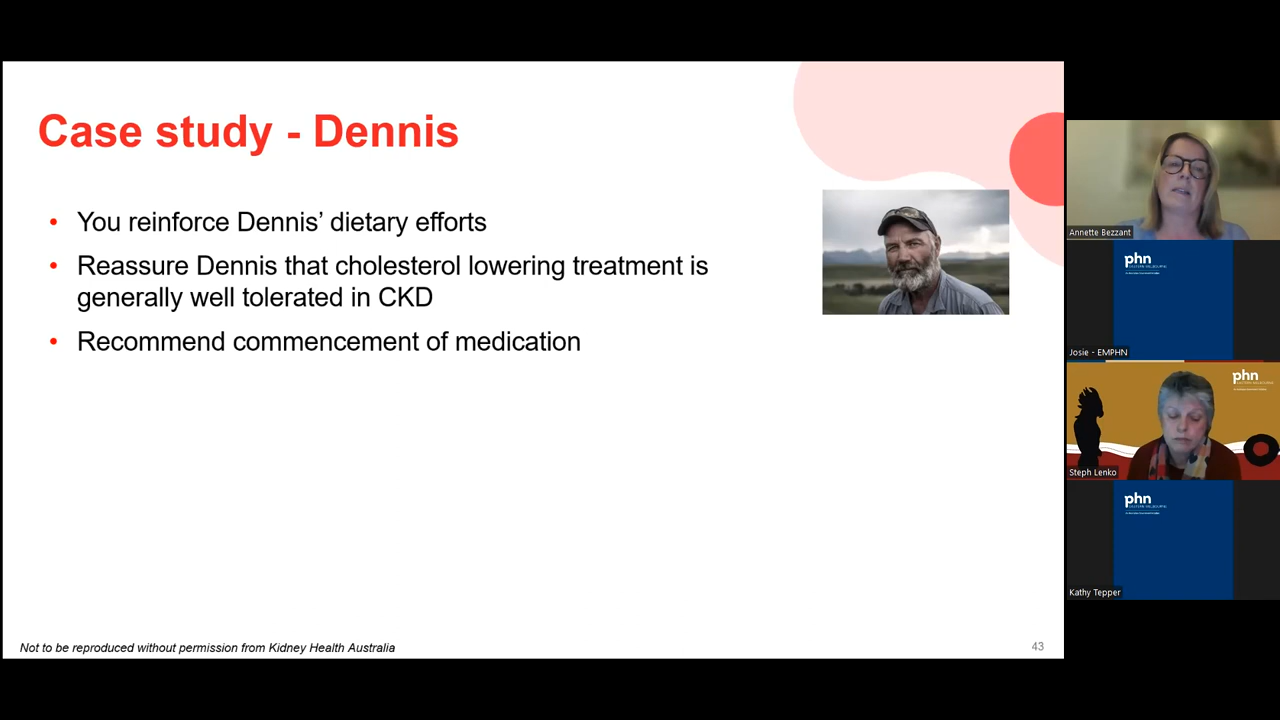 Case study - Dennis
• You reinforce Dennis’ dietary efforts
• Reassure Dennis that cholesterol lowering treatment is
generally well tolerated in CKD
• Recommend commencement of medication
Not to be reproduced without permission from Kidney Health Australia
43
Annette Bezzant
phn
Josie - EMPHN
phn
Steph Lenko
phn
Kathy Tepper